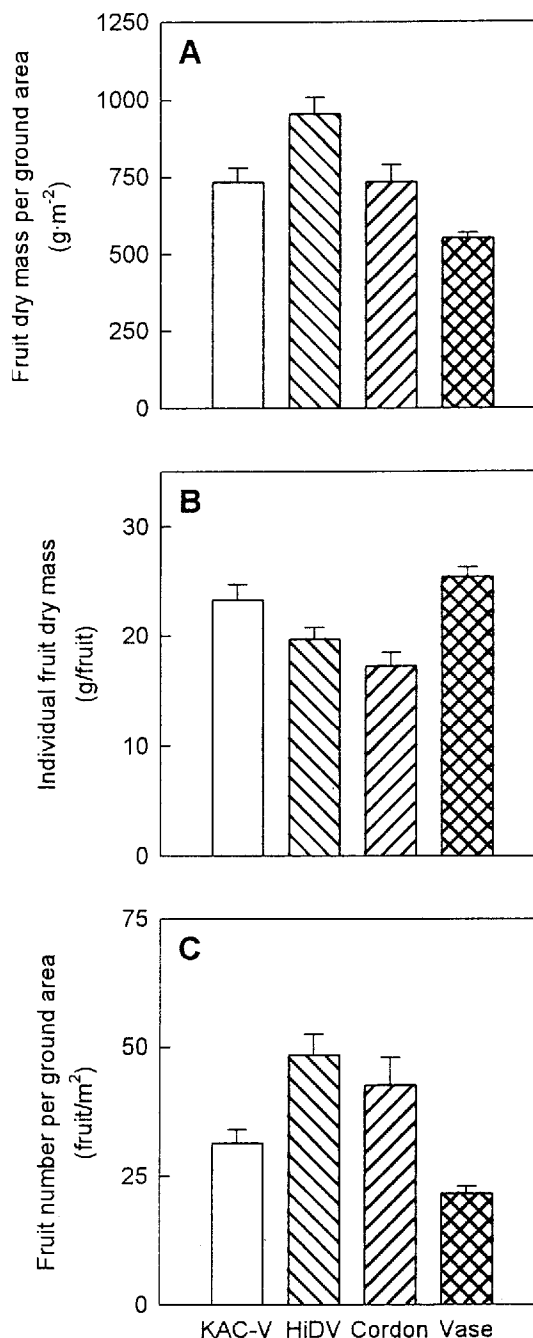 A
1250
1000
750
500
250
0
Fruit dry mass per ground area
(g·m⁻²)
B
30
20
10
0
Individual fruit dry mass
(g/fruit)
C
75
50
25
0
Fruit number per ground area
(fruit/m²)
KAC-V HiDV Cordon Vase